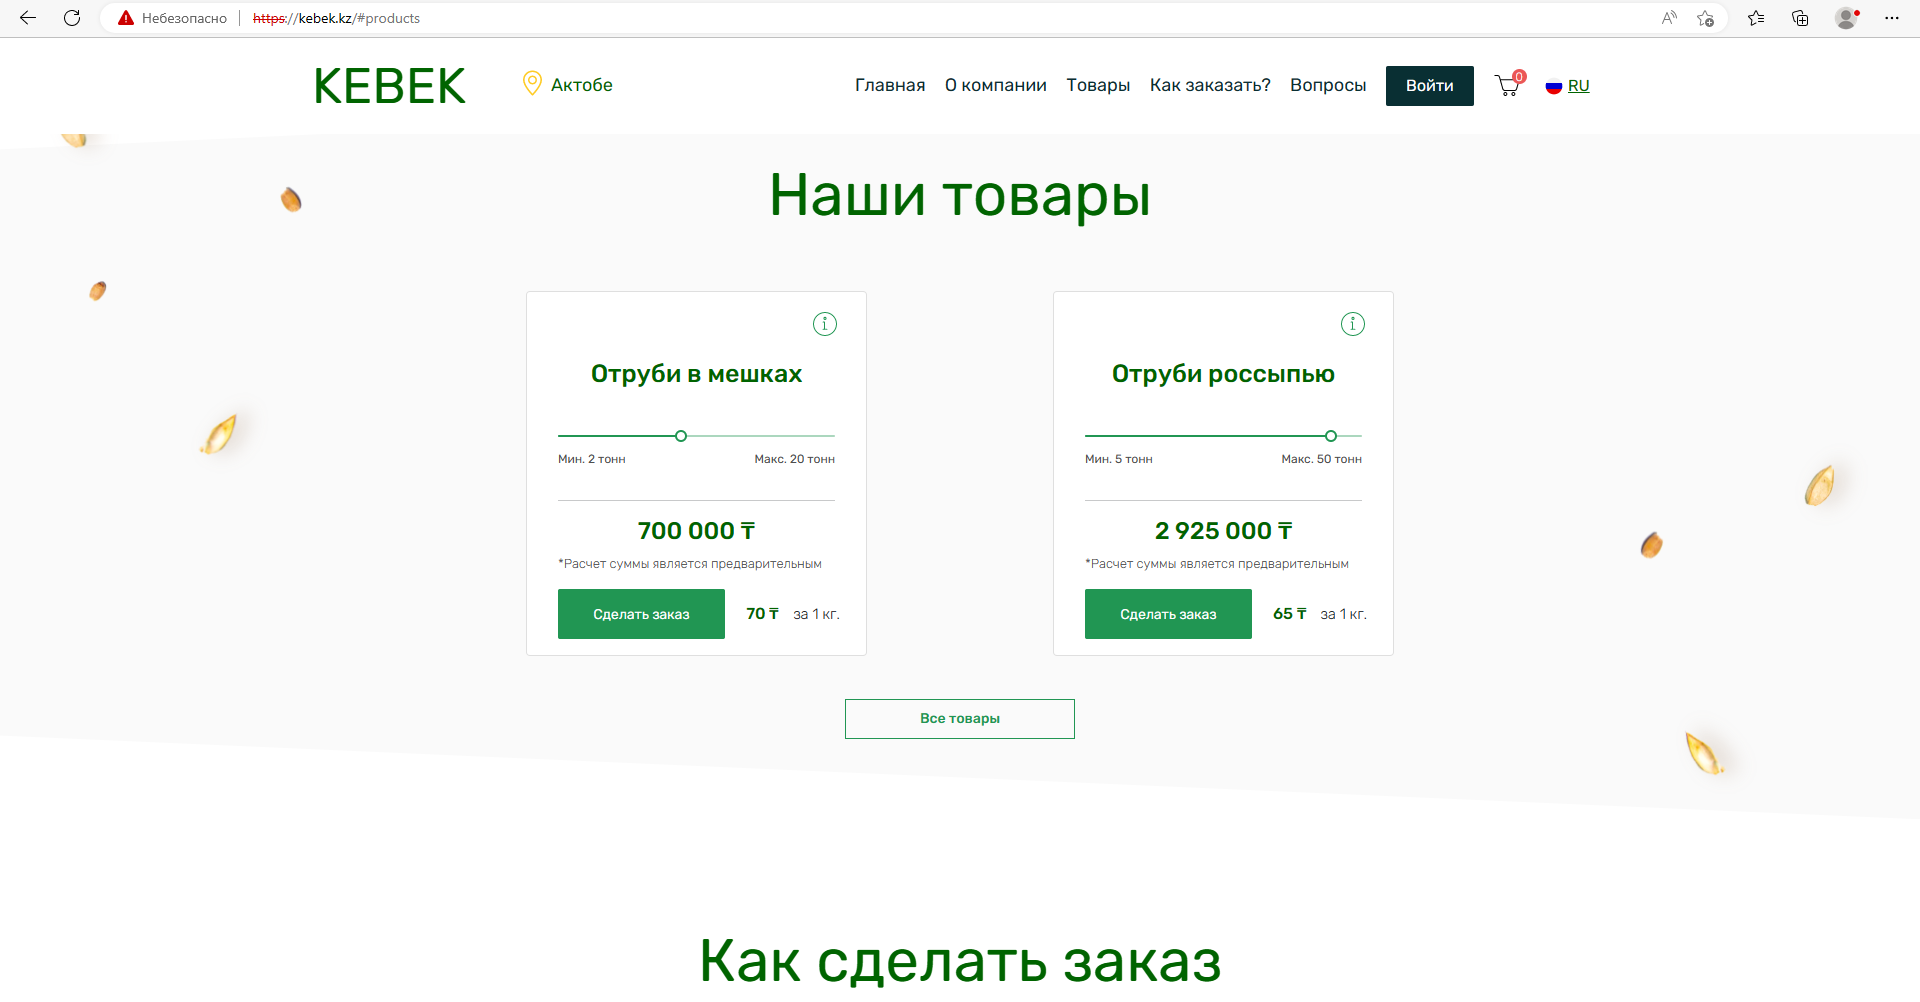 Небезопасно https://kebek.kz/#products
KEBEK Актобе Главная О компании Товары Как заказать? Вопросы Войти 0 RU
Наши товары
Отруби в мешках
Мин. 2 тонн Макс. 20 тонн
700 000 ₸
*Расчет суммы является предварительным
Сделать заказ 70 ₸ за 1 кг.
Отруби россыпью
Мин. 5 тонн Макс. 50 тонн
2 925 000 ₸
*Расчет суммы является предварительным
Сделать заказ 65 ₸ за 1 кг.
Все товары
Как сделать заказ